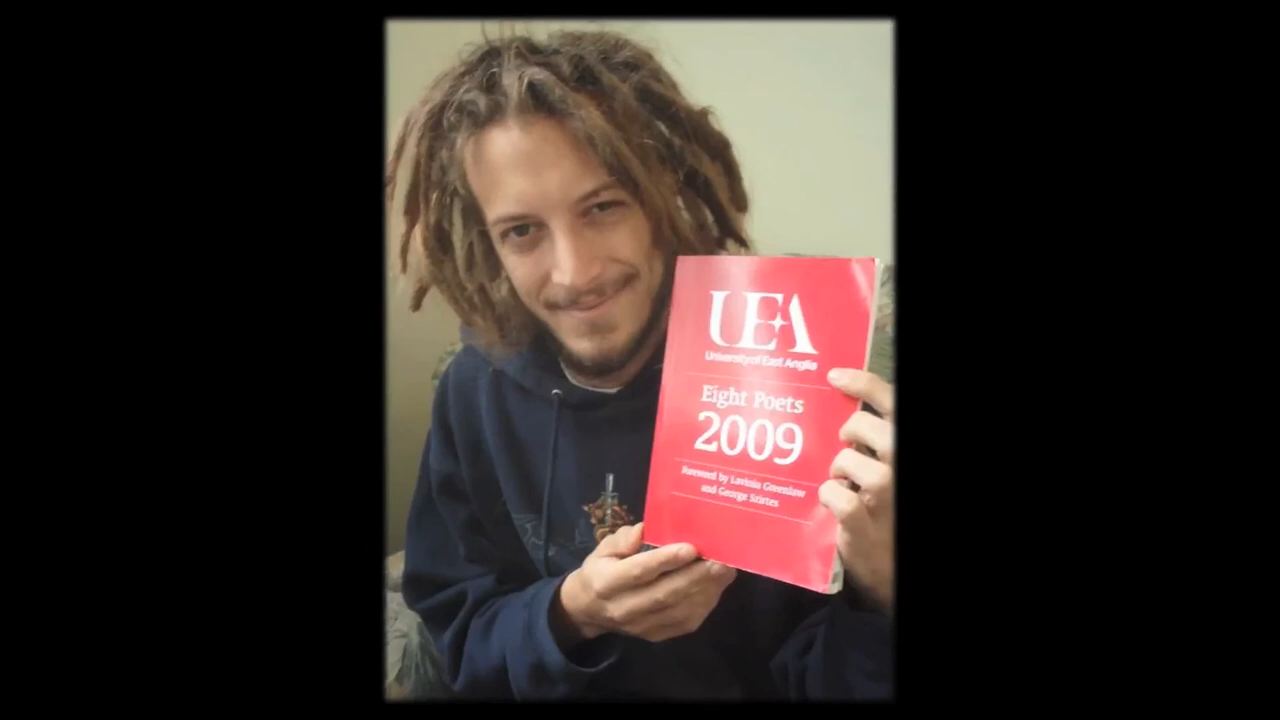 UEA
University of East Anglia
Eight Poets
2009
Foreword by Lavinia Greenlaw
and George Szirtes